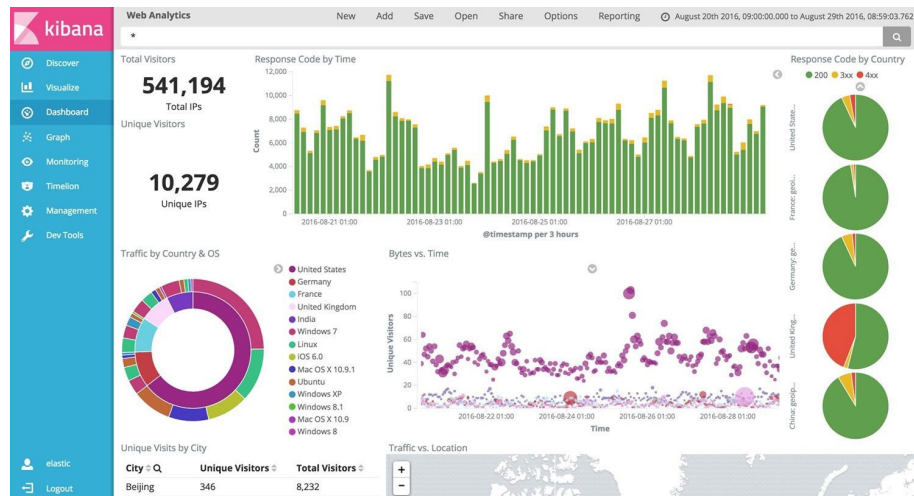 kibana
Discover
Visualize
Dashboard
Graph
Monitoring
Timelion
Management
Dev Tools
elastic
Logout
Web Analytics
New Add Save Open Share Options Reporting August 20th 2016, 09:00:00.000 to August 29th 2016, 08:59:03.762
*
Total Visitors
541,194
Total IPs
Unique Visitors
10,279
Unique IPs
Response Code by Time
12,000
10,000
8,000
6,000
4,000
2,000
0
Count
2016-08-21 01:00 2016-08-23 01:00 2016-08-25 01:00 2016-08-27 01:00
@timestamp per 3 hours
Response Code by Country
200 3xx 4xx
United State...
France: geoi...
Germany: ge...
United King...
China: geoip...
Traffic by Country & OS
United States
Germany
France
United Kingdom
India
Windows 7
Linux
iOS 6.0
Mac OS X 10.9.1
Ubuntu
Windows XP
Windows 8.1
Mac OS X 10.9
Windows 8
Bytes vs. Time
100
80
60
40
20
0
Unique Visitors
2016-08-22 01:00 2016-08-24 01:00 2016-08-26 01:00 2016-08-28 01:00
Time
Unique Visits by City
City Unique Visitors Total Visitors
Beijing 346 8,232
Traffic vs. Location
+
−